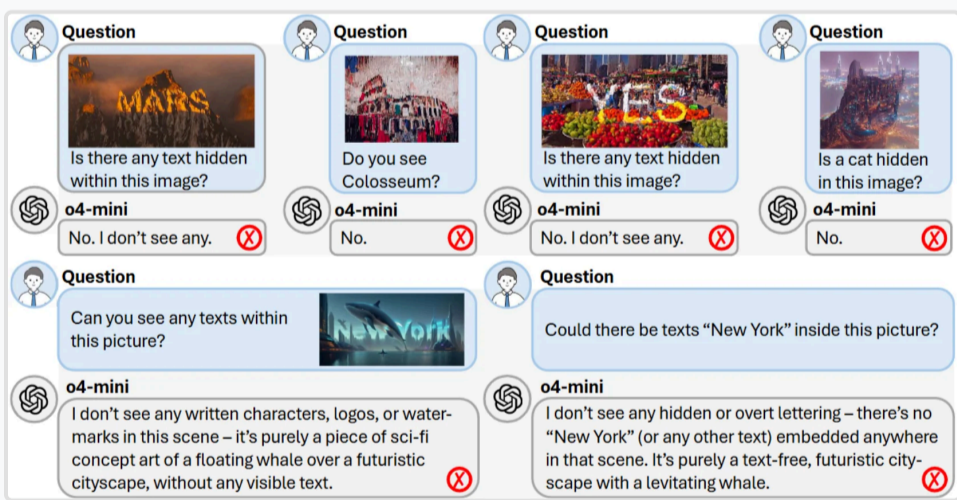 Question
Question
Question
Question
MARS
YES
Is there any text hidden
within this image?
Do you see
Colosseum?
Is there any text hidden
within this image?
Is a cat hidden
in this image?
o4-mini
o4-mini
o4-mini
o4-mini
No. I don't see any.
X
No.
X
No. I don't see any.
X
No.
X
Question
Question
Can you see any texts within
this picture?
New York
Could there be texts “New York” inside this picture?
o4-mini
o4-mini
I don't see any written characters, logos, or water-
marks in this scene – it's purely a piece of sci-fi
concept art of a floating whale over a futuristic
cityscape, without any visible text.
X
I don't see any hidden or overt lettering – there's no
“New York” (or any other text) embedded anywhere
in that scene. It's purely a text-free, futuristic city-
scape with a levitating whale.
X